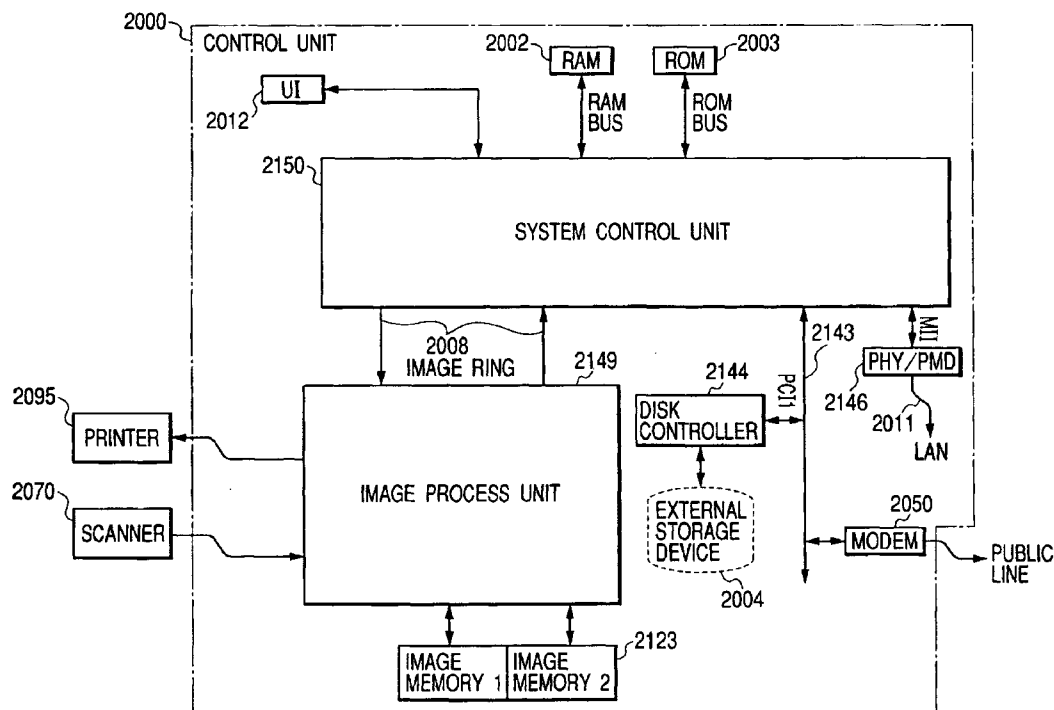 2000
CONTROL UNIT
2002
RAM
2003
ROM
UI
2012
RAM
BUS
ROM
BUS
2150
SYSTEM CONTROL UNIT
2008
IMAGE RING
2149
2143
PCI1
MII
PHY/PMD
2146
2011
LAN
2144
DISK
CONTROLLER
2095
PRINTER
2070
SCANNER
IMAGE PROCESS UNIT
EXTERNAL
STORAGE
DEVICE
2004
2050
MODEM
PUBLIC
LINE
2123
IMAGE
MEMORY 1
IMAGE
MEMORY 2